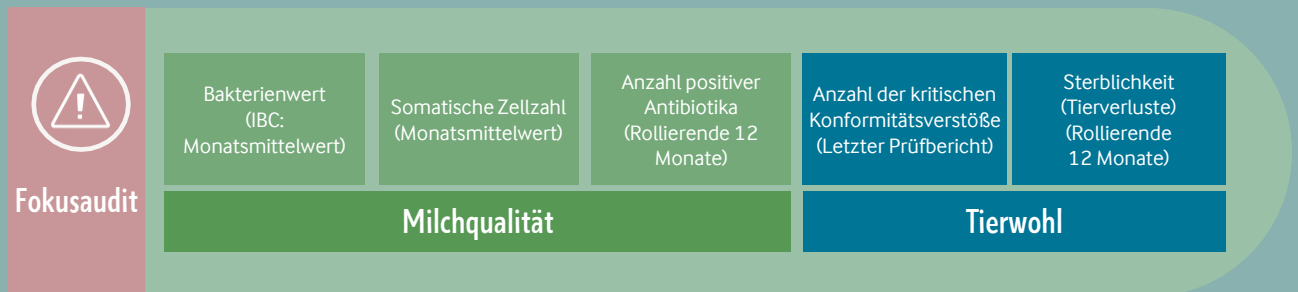 Fokusaudit
Bakterienwert
(IBC:
Monatsmittelwert)
Somatische Zellzahl
(Monatsmittelwert)
Anzahl positiver
Antibiotika
(Rollierende 12
Monate)
Anzahl der kritischen
Konformitätsverstöße
(Letzter Prüfbericht)
Sterblichkeit
(Tierverluste)
(Rollierende
12 Monate)
Milchqualität
Tierwohl